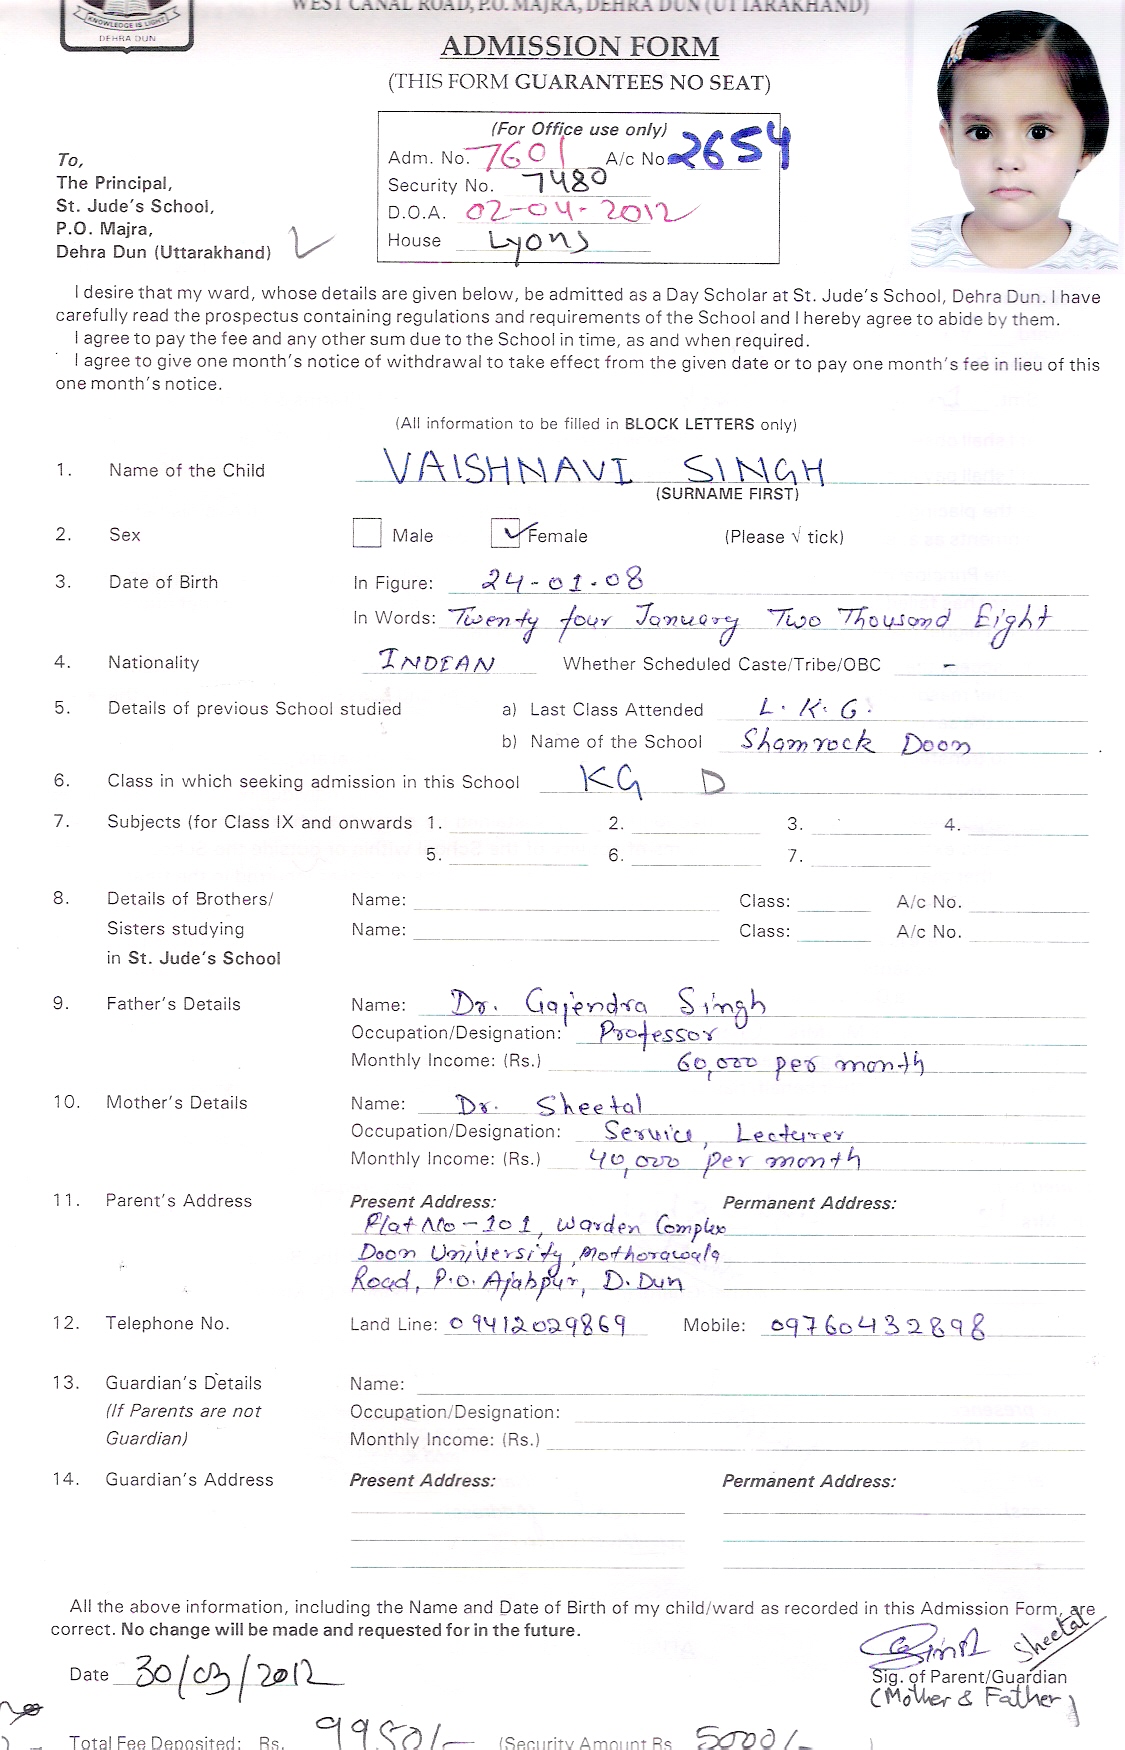 WEST CANAL ROAD, P.O. MAJRA, DEHRA DUN (UTTARAKHAND)
KNOWLEDGE IS LIGHT
DEHRA DUN
ADMISSION FORM
(THIS FORM GUARANTEES NO SEAT)
(For Office use only)
Adm. No. 7601 A/c No. 2654
Security No. 7480
D.O.A. 02-04-2012
House Lyons
To,
The Principal,
St. Jude's School,
P.O. Majra,
Dehra Dun (Uttarakhand)
I desire that my ward, whose details are given below, be admitted as a Day Scholar at St. Jude's School, Dehra Dun. I have
carefully read the prospectus containing regulations and requirements of the School and I hereby agree to abide by them.
I agree to pay the fee and any other sum due to the School in time, as and when required.
I agree to give one month's notice of withdrawal to take effect from the given date or to pay one month's fee in lieu of this
one month's notice.
(All information to be filled in BLOCK LETTERS only)
1. Name of the Child VAISHNAVI SINGH
(SURNAME FIRST)
2. Sex Male ✓ Female (Please √ tick)
3. Date of Birth In Figure: 24-01-08
In Words: Twenty four January Two Thousand Eight
4. Nationality INDIAN Whether Scheduled Caste/Tribe/OBC -
5. Details of previous School studied a) Last Class Attended L.K.G.
b) Name of the School Shamrock Doon
6. Class in which seeking admission in this School KG D
7. Subjects (for Class IX and onwards 1. 2. 3. 4.
5. 6. 7.
8. Details of Brothers/ Name: Class: A/c No.
Sisters studying Name: Class: A/c No.
in St. Jude's School
9. Father's Details Name: Dr. Gajendra Singh
Occupation/Designation: Professor
Monthly Income: (Rs.) 60,000 per month
10. Mother's Details Name: Dr. Sheetal
Occupation/Designation: Service, Lecturer
Monthly Income: (Rs.) 40,000 per month
11. Parent's Address Present Address: Permanent Address:
Flat No-101, Warden Complex
Doon University, Mothorawala
Road, P.O. Ajabpur, D. Dun
12. Telephone No. Land Line: 09412029869 Mobile: 09760432898
13. Guardian's Details Name:
(If Parents are not Occupation/Designation:
Guardian) Monthly Income: (Rs.)
14. Guardian's Address Present Address: Permanent Address:
All the above information, including the Name and Date of Birth of my child/ward as recorded in this Admission Form, are
correct. No change will be made and requested for in the future.
Sheetal
Date 30/03/2012 Sig. of Parent/Guardian
(Mother & Father)
Total Fee Deposited: Rs. 9950/- (Security Amount Rs 5000/- )